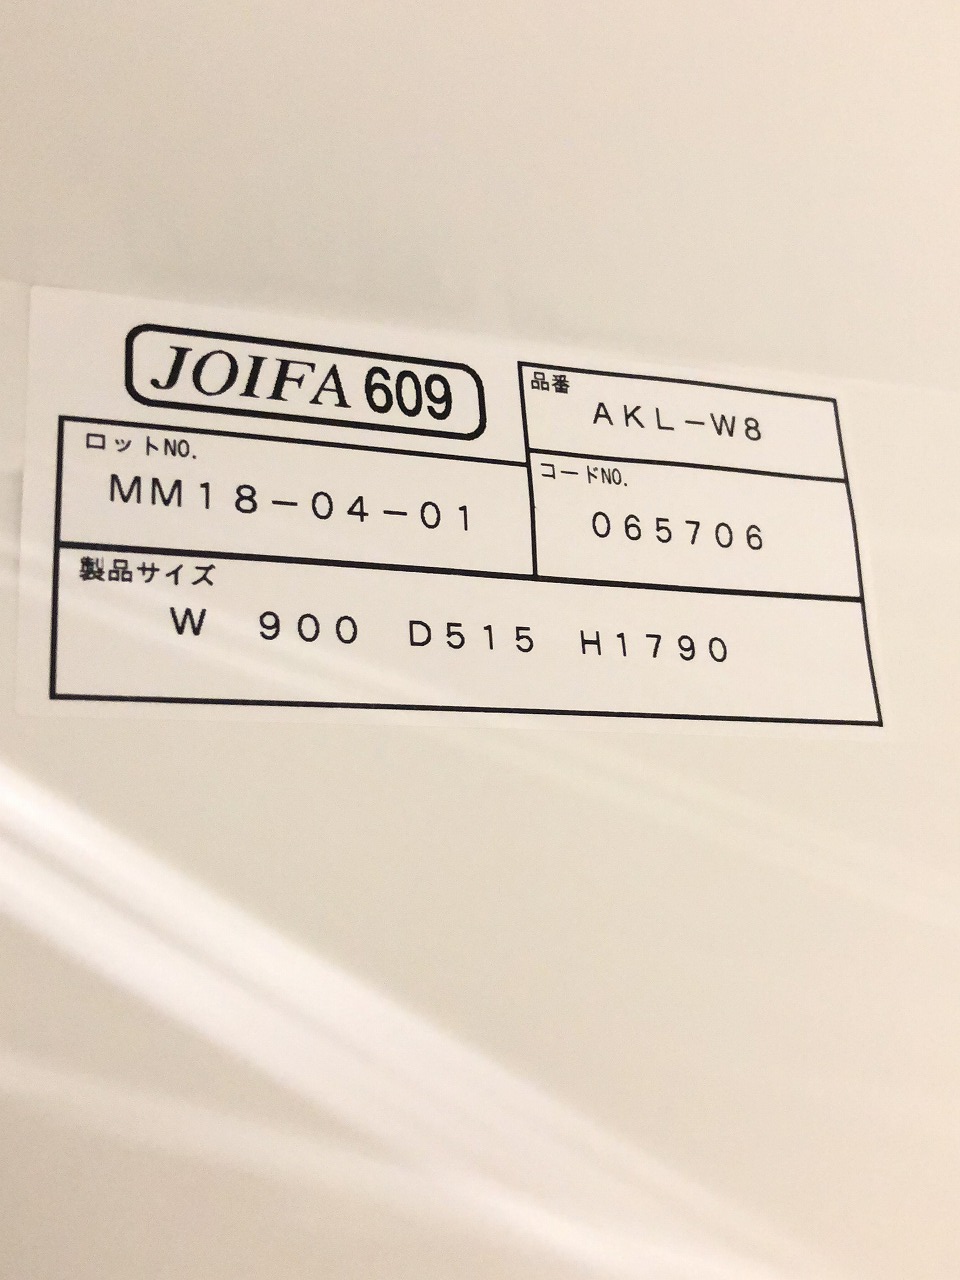 JOIFA 609
品番
AKL-W8
ロットNO.
MM18-04-01
コードNO.
065706
製品サイズ
W 900 D515 H1790